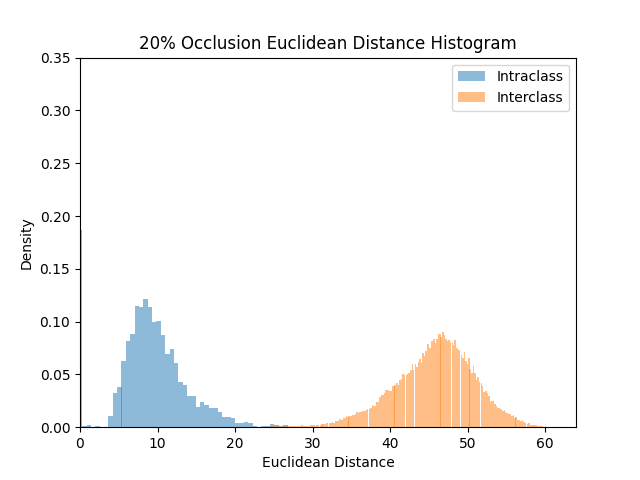 20% Occlusion Euclidean Distance Histogram
0.35
0.30
0.25
0.20
0.15
0.10
0.05
0.00
Density
Intraclass
Interclass
0 10 20 30 40 50 60
Euclidean Distance